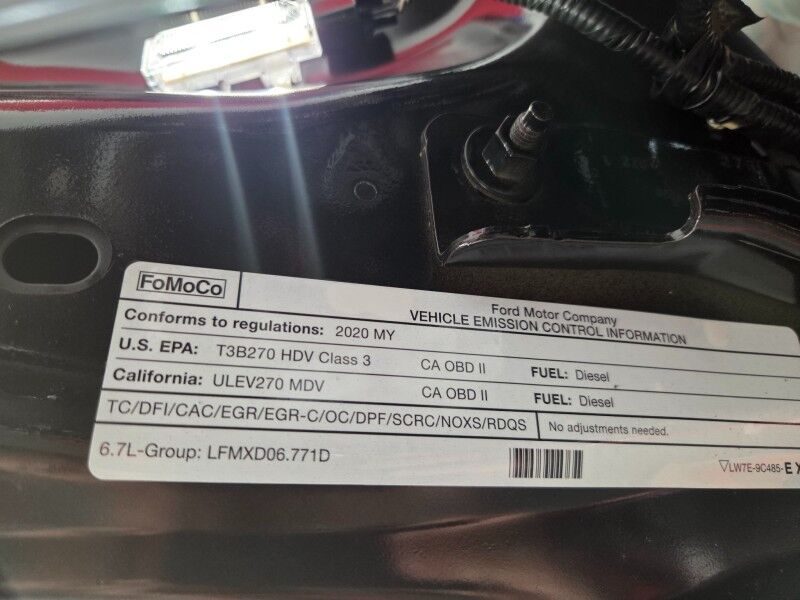 FoMoCo
Ford Motor Company
VEHICLE EMISSION CONTROL INFORMATION
Conforms to regulations: 2020 MY
U.S. EPA: T3B270 HDV Class 3 CA OBD II FUEL: Diesel
California: ULEV270 MDV CA OBD II FUEL: Diesel
TC/DFI/CAC/EGR/EGR-C/OC/DPF/SCRC/NOXS/RDQS No adjustments needed.
6.7L-Group: LFMXD06.771D LW7E-9C485-E X